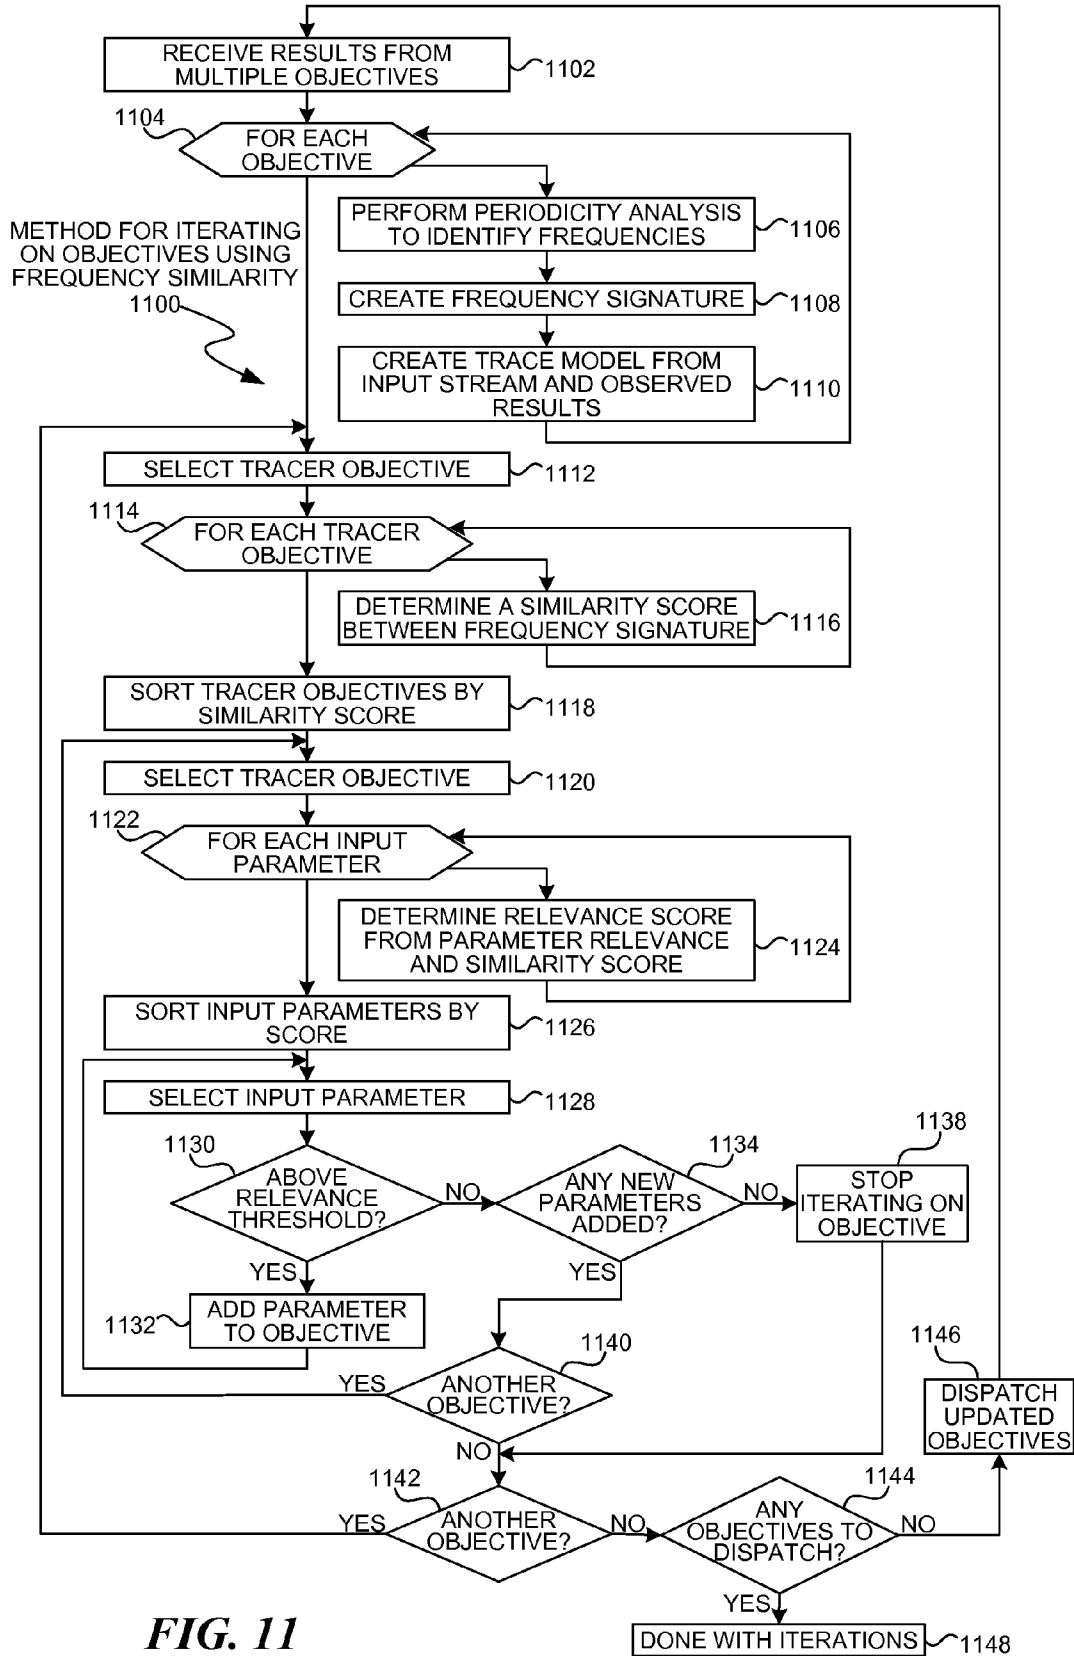 RECEIVE RESULTS FROM
MULTIPLE OBJECTIVES
1102
1104
FOR EACH
OBJECTIVE
METHOD FOR ITERATING
ON OBJECTIVES USING
FREQUENCY SIMILARITY
1100
PERFORM PERIODICITY ANALYSIS
TO IDENTIFY FREQUENCIES
1106
CREATE FREQUENCY SIGNATURE
1108
CREATE TRACE MODEL FROM
INPUT STREAM AND OBSERVED
RESULTS
1110
SELECT TRACER OBJECTIVE
1112
1114
FOR EACH TRACER
OBJECTIVE
DETERMINE A SIMILARITY SCORE
BETWEEN FREQUENCY SIGNATURE
1116
SORT TRACER OBJECTIVES BY
SIMILARITY SCORE
1118
SELECT TRACER OBJECTIVE
1120
1122
FOR EACH INPUT
PARAMETER
DETERMINE RELEVANCE SCORE
FROM PARAMETER RELEVANCE
AND SIMILARITY SCORE
1124
SORT INPUT PARAMETERS BY
SCORE
1126
SELECT INPUT PARAMETER
1128
1130
ABOVE
RELEVANCE
THRESHOLD?
NO
YES
1134
ANY NEW
PARAMETERS
ADDED?
NO
YES
1138
STOP
ITERATING ON
OBJECTIVE
ADD PARAMETER
TO OBJECTIVE
1132
1140
ANOTHER
OBJECTIVE?
YES
NO
1146
DISPATCH
UPDATED
OBJECTIVES
1142
ANOTHER
OBJECTIVE?
YES
NO
1144
ANY
OBJECTIVES TO
DISPATCH?
NO
YES
DONE WITH ITERATIONS
1148
FIG. 11